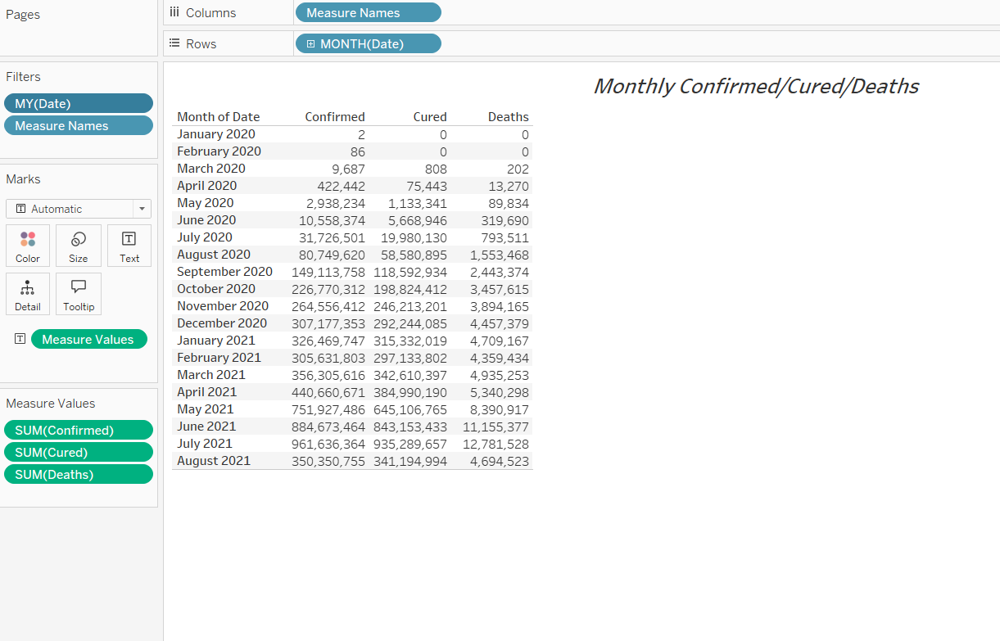 Pages
Columns
Measure Names
Rows
MONTH(Date)
Filters
MY(Date)
Measure Names
Marks
Automatic
Color Size Text
Detail Tooltip
Measure Values
Measure Values
SUM(Confirmed)
SUM(Cured)
SUM(Deaths)
Monthly Confirmed/Cured/Deaths
Month of Date Confirmed Cured Deaths
January 2020 2 0 0
February 2020 86 0 0
March 2020 9,687 808 202
April 2020 422,442 75,443 13,270
May 2020 2,938,234 1,133,341 89,834
June 2020 10,558,374 5,668,946 319,690
July 2020 31,726,501 19,980,130 793,511
August 2020 80,749,620 58,580,895 1,553,468
September 2020 149,113,758 118,592,934 2,443,374
October 2020 226,770,312 198,824,412 3,457,615
November 2020 264,556,412 246,213,201 3,894,165
December 2020 307,177,353 292,244,085 4,457,379
January 2021 326,469,747 315,332,019 4,709,167
February 2021 305,631,803 297,133,802 4,359,434
March 2021 356,305,616 342,610,397 4,935,253
April 2021 440,660,671 384,990,190 5,340,298
May 2021 751,927,486 645,106,765 8,390,917
June 2021 884,673,464 843,153,433 11,155,377
July 2021 961,636,364 935,289,657 12,781,528
August 2021 350,350,755 341,194,994 4,694,523